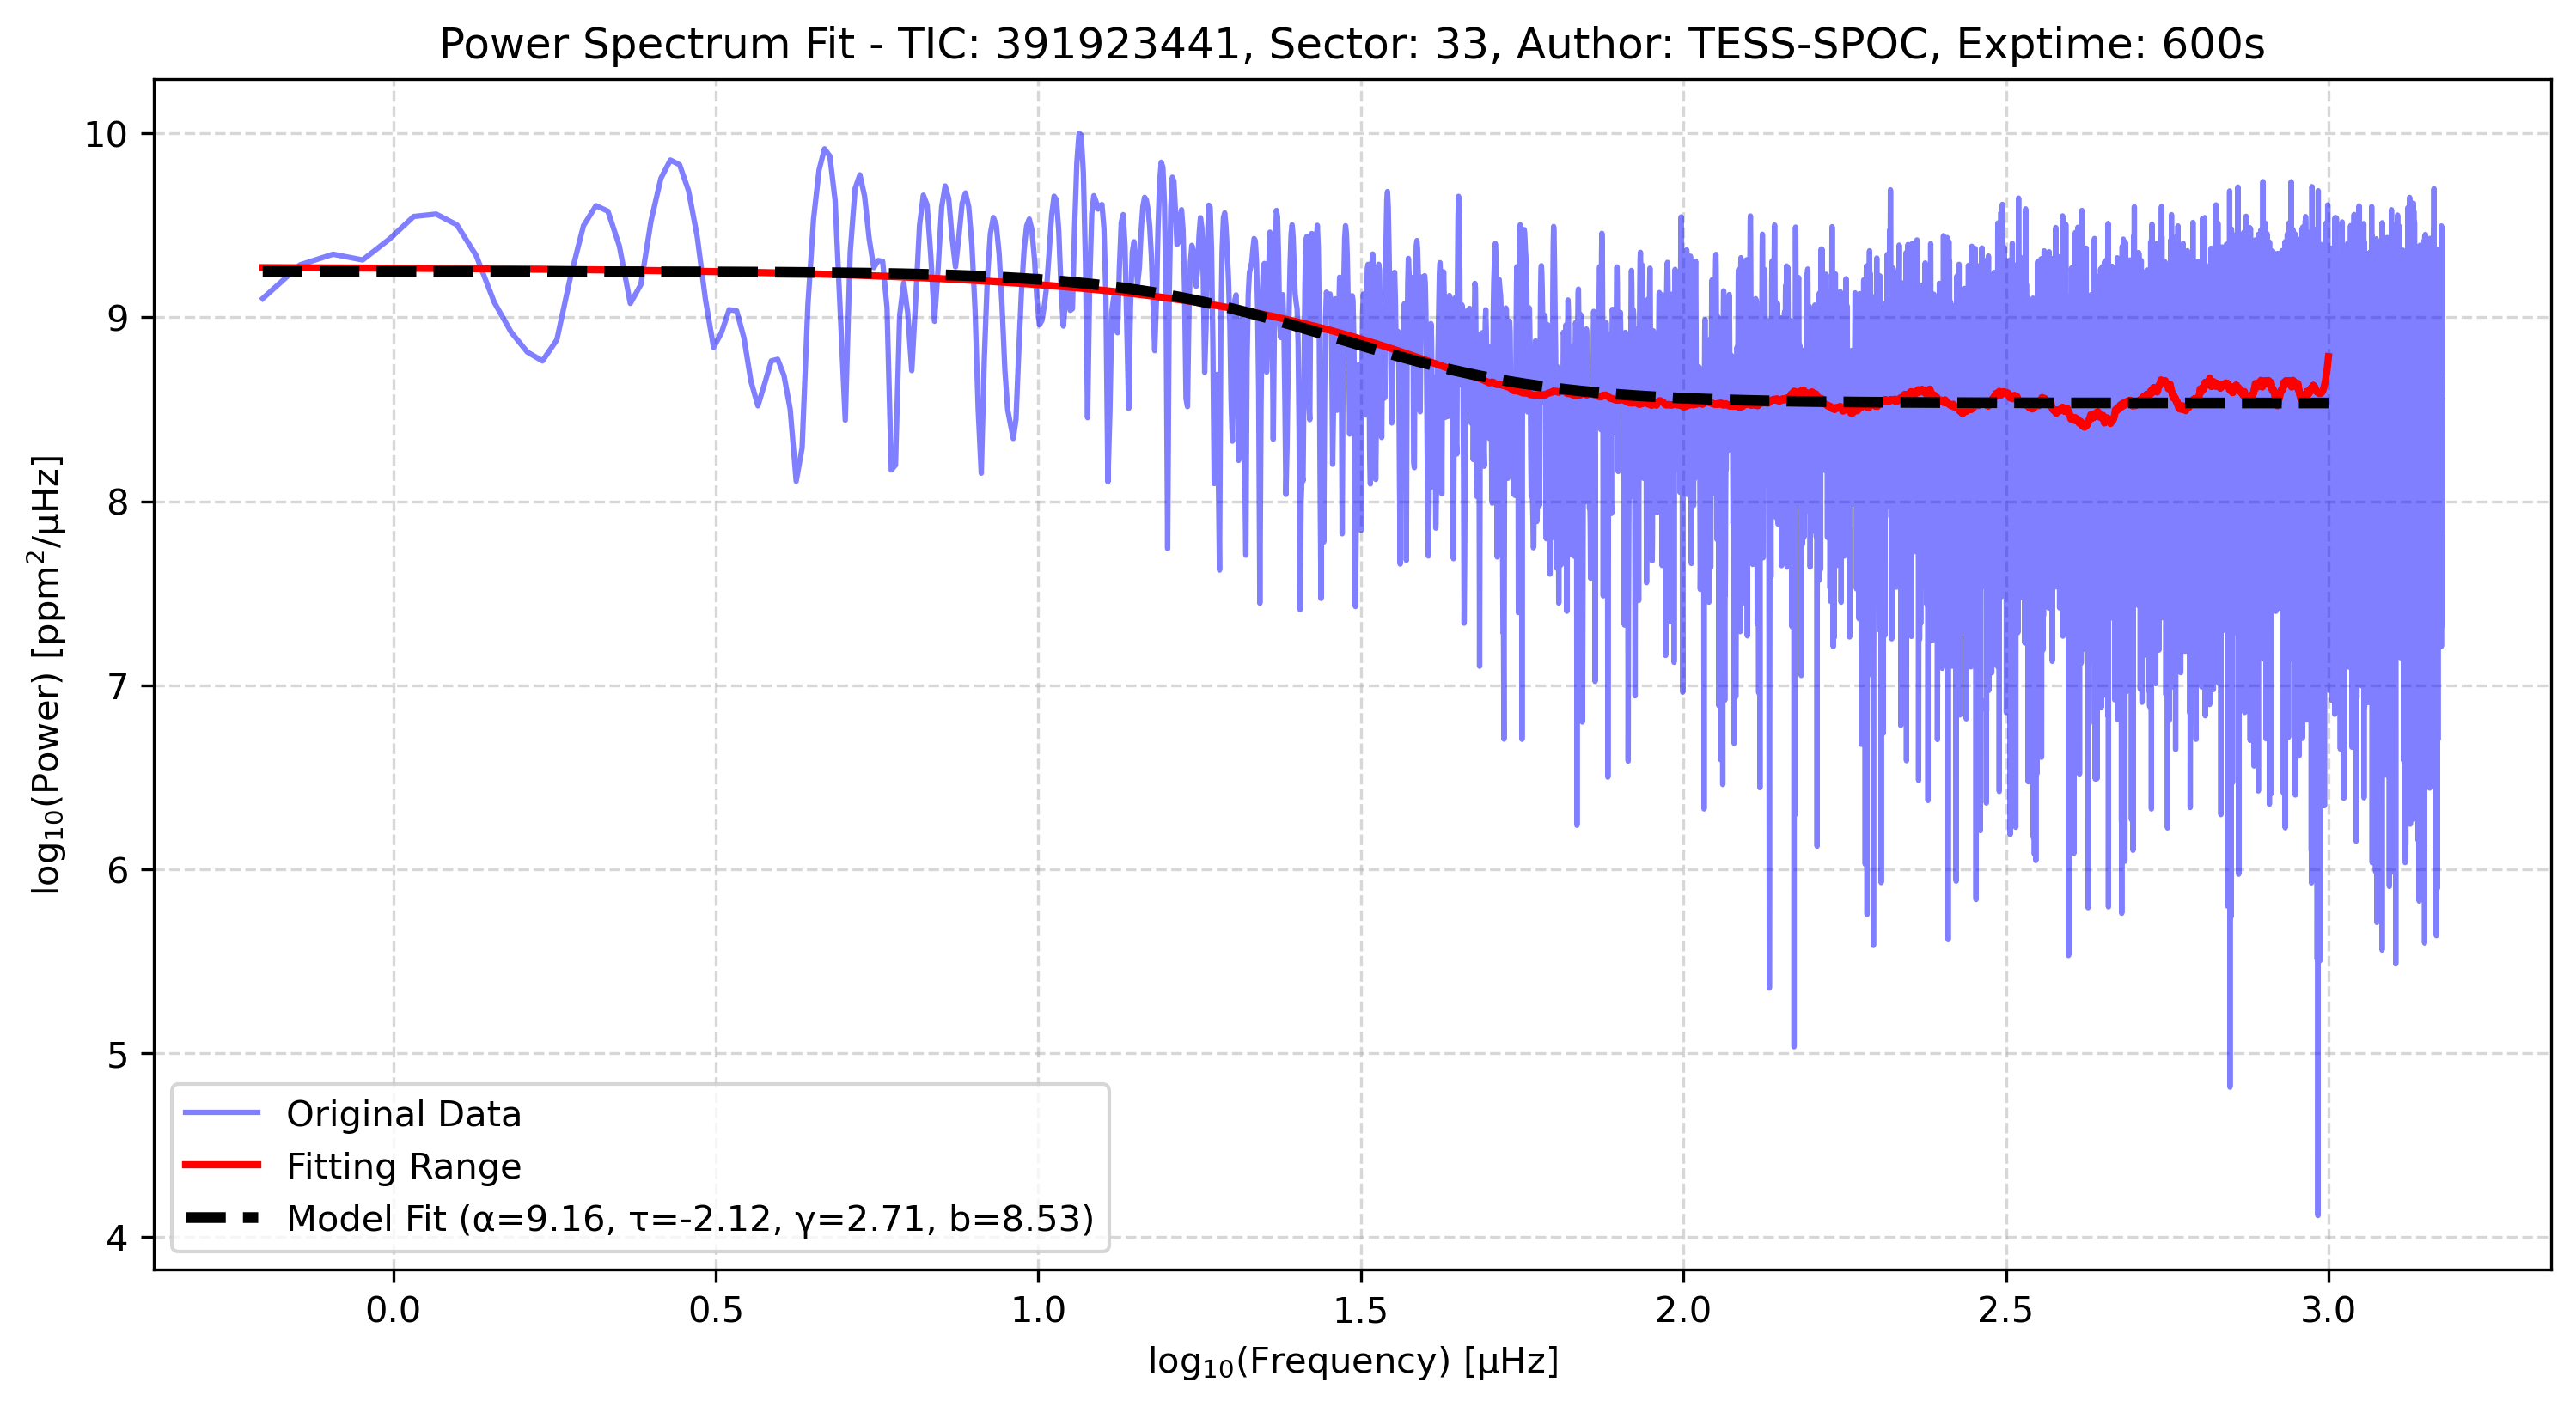 Power Spectrum Fit - TIC: 391923441, Sector: 33, Author: TESS-SPOC, Exptime: 600s
log₁₀(Power) [ppm²/µHz]
10
9
8
7
6
5
4
Original Data
Fitting Range
Model Fit (α=9.16, τ=-2.12, γ=2.71, b=8.53)
0.0 0.5 1.0 1.5 2.0 2.5 3.0
log₁₀(Frequency) [µHz]